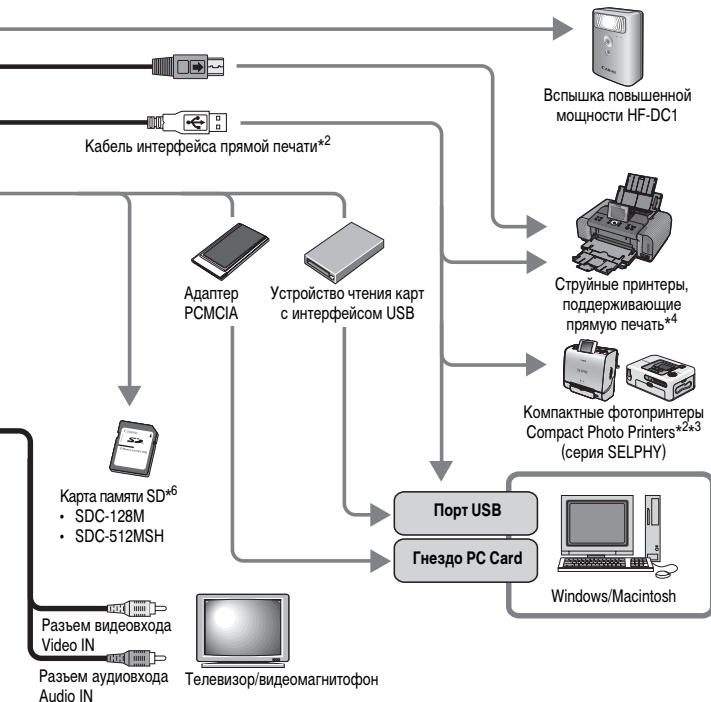 Вспышка повышенной
мощности HF-DC1
Кабель интерфейса прямой печати*2
Адаптер
PCMCIA
Устройство чтения карт
с интерфейсом USB
Струйные принтеры,
поддерживающие
прямую печать*4
Компактные фотопринтеры
Compact Photo Printers*2*3
(серия SELPHY)
Карта памяти SD*6
• SDC-128M
• SDC-512MSH
Порт USB
Гнездо PC Card
Windows/Macintosh
Разъем видеовхода
Video IN
Разъем аудиовхода
Audio IN
Телевизор/видеомагнитофон